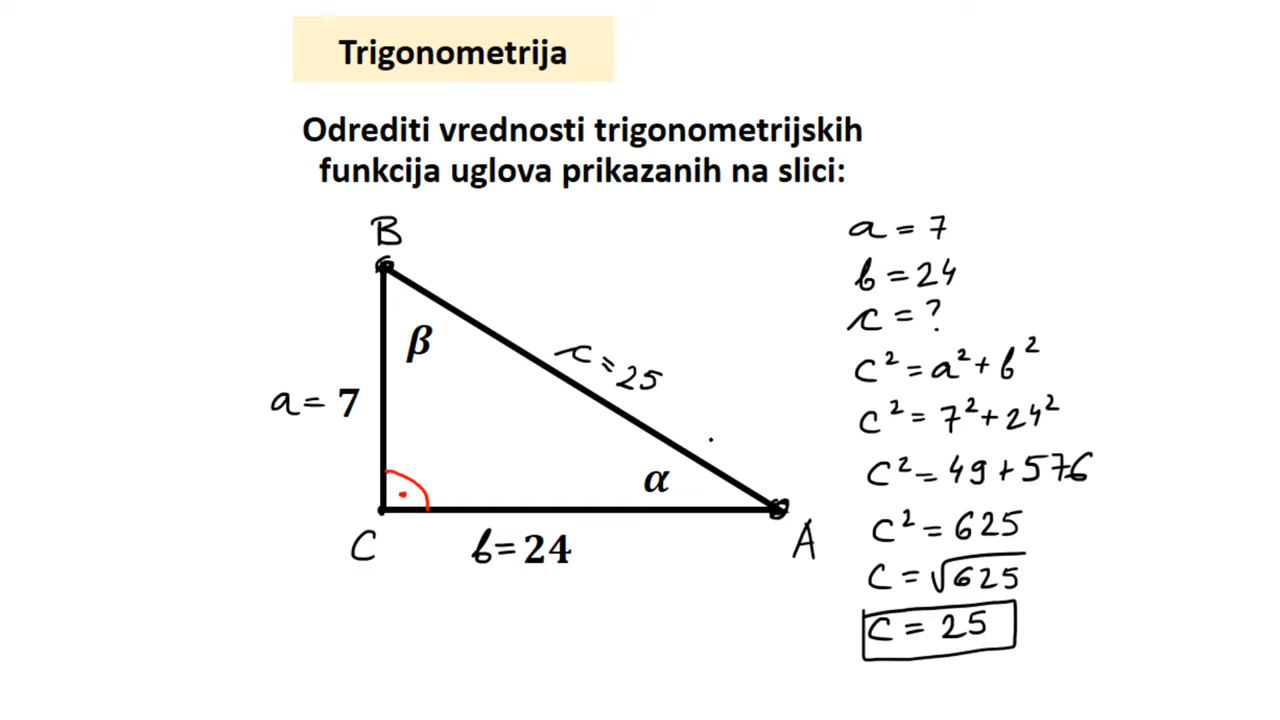 Trigonometrija
Odrediti vrednosti trigonometrijskih
funkcija uglova prikazanih na slici:
B
β
a = 7
c = 25
α
C
b = 24
A
a = 7
b = 24
c = ?
c² = a² + b²
c² = 7² + 24²
c² = 49 + 576
c² = 625
c = √625
c = 25